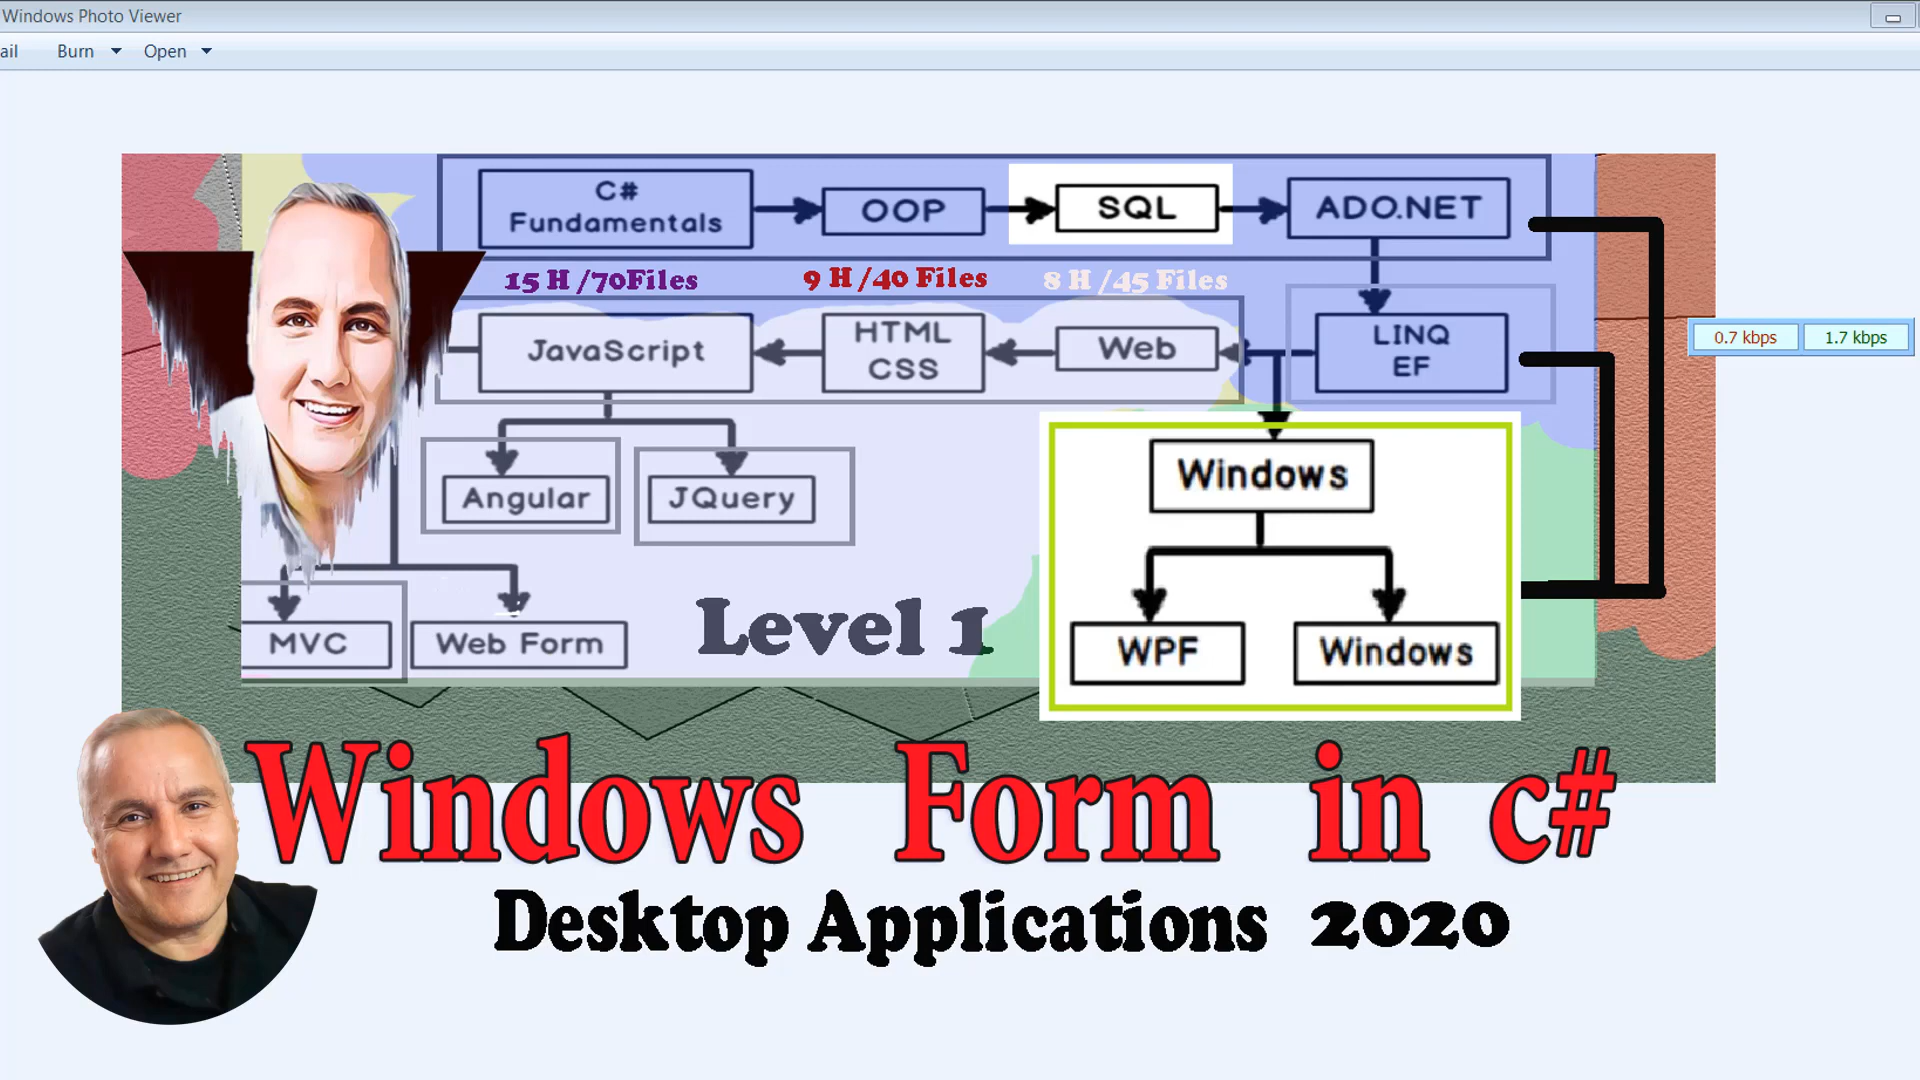 Windows Photo Viewer
ail Burn Open
C#
Fundamentals
OOP
SQL
ADO.NET
15 H /70Files
9 H /40 Files
8 H /45 Files
JavaScript
HTML
CSS
Web
LINQ
EF
0.7 kbps
1.7 kbps
Angular
JQuery
Windows
MVC
Web Form
Level 1
WPF
Windows
Windows Form in c#
Desktop Applications 2020